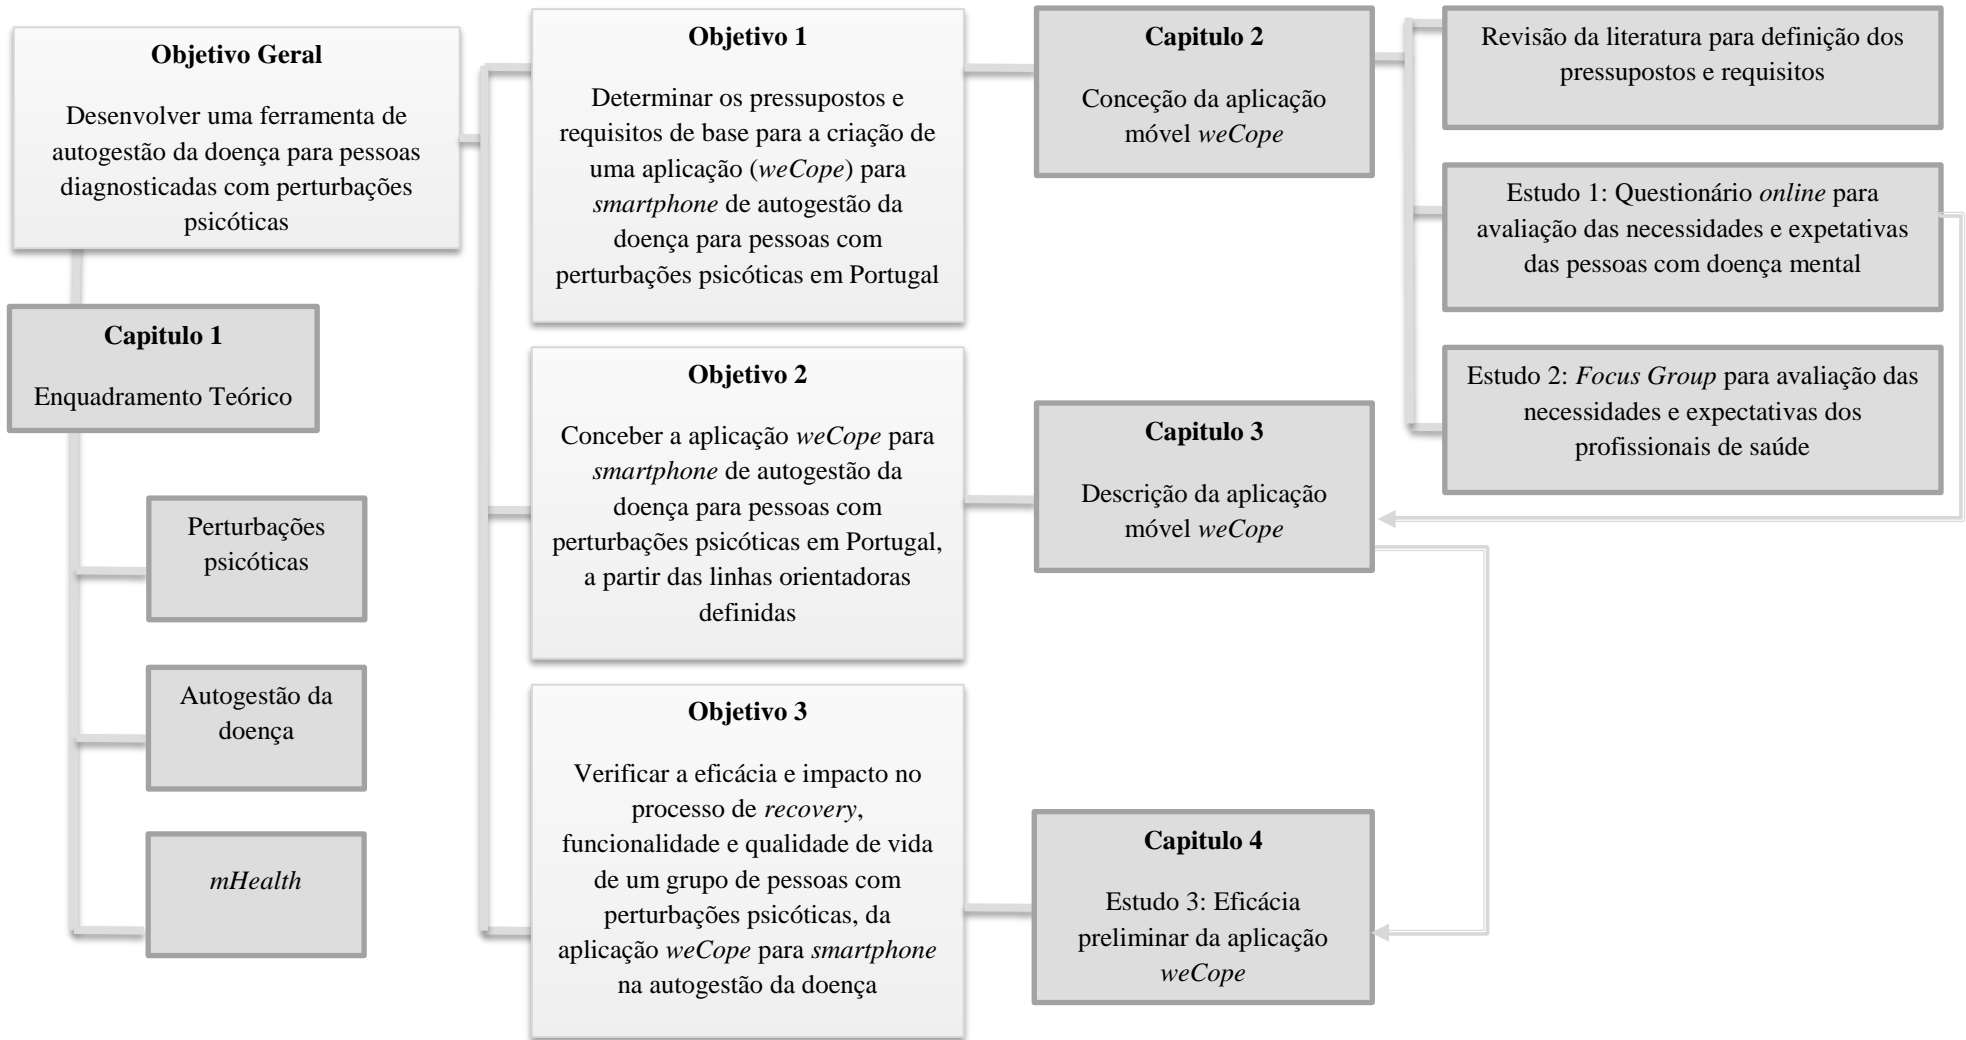 Objetivo Geral
Desenvolver uma ferramenta de
autogestão da doença para pessoas
diagnosticadas com perturbações
psicóticas
Capitulo 1
Enquadramento Teórico
Perturbações
psicóticas
Autogestão da
doença
mHealth
Objetivo 1
Determinar os pressupostos e
requisitos de base para a criação de
uma aplicação (weCope) para
smartphone de autogestão da
doença para pessoas com
perturbações psicóticas em Portugal
Objetivo 2
Conceber a aplicação weCope para
smartphone de autogestão da
doença para pessoas com
perturbações psicóticas em Portugal,
a partir das linhas orientadoras
definidas
Objetivo 3
Verificar a eficácia e impacto no
processo de recovery,
funcionalidade e qualidade de vida
de um grupo de pessoas com
perturbações psicóticas, da
aplicação weCope para smartphone
na autogestão da doença
Capitulo 2
Conceção da aplicação
móvel weCope
Capitulo 3
Descrição da aplicação
móvel weCope
Capitulo 4
Estudo 3: Eficácia
preliminar da aplicação
weCope
Revisão da literatura para definição dos
pressupostos e requisitos
Estudo 1: Questionário online para
avaliação das necessidades e expetativas
das pessoas com doença mental
Estudo 2: Focus Group para avaliação das
necessidades e expectativas dos
profissionais de saúde